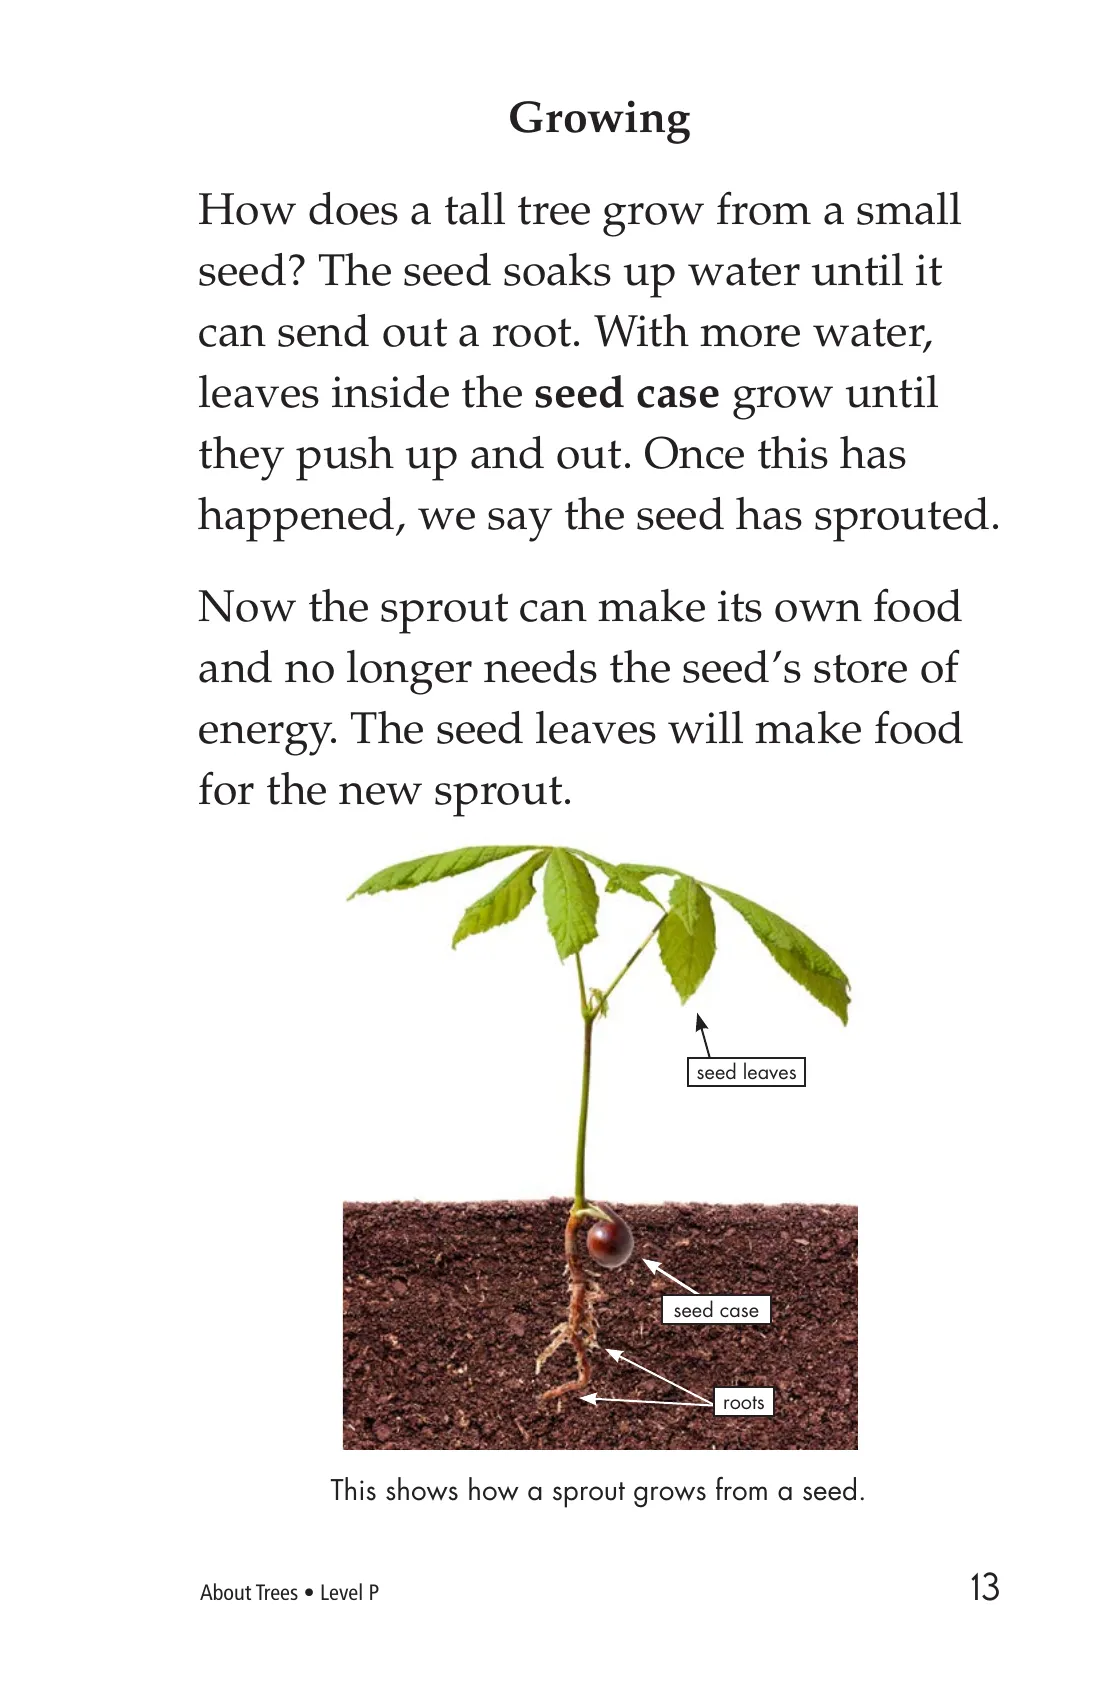 Growing
How does a tall tree grow from a small
seed? The seed soaks up water until it
can send out a root. With more water,
leaves inside the seed case grow until
they push up and out. Once this has
happened, we say the seed has sprouted.
Now the sprout can make its own food
and no longer needs the seed’s store of
energy. The seed leaves will make food
for the new sprout.
seed leaves
seed case
roots
This shows how a sprout grows from a seed.
About Trees • Level P
13